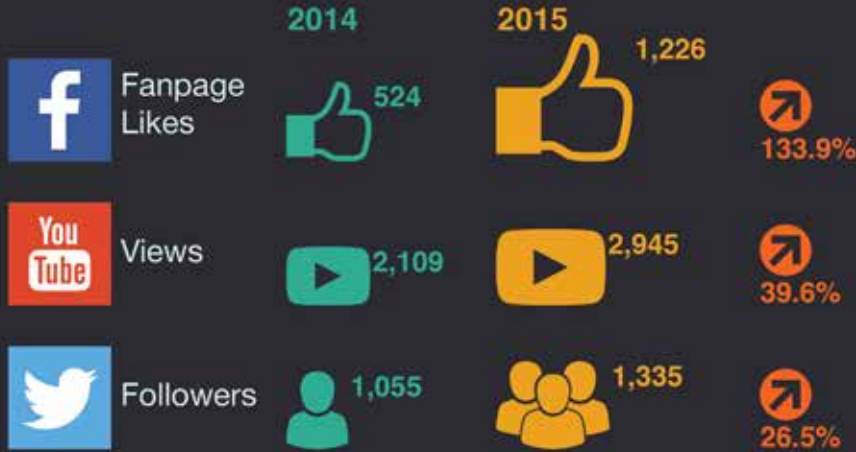 2014
2015
f
Fanpage
Likes
524
1,226
133.9%
You
Tube
Views
2,109
2,945
39.6%
Followers
1,055
1,335
26.5%